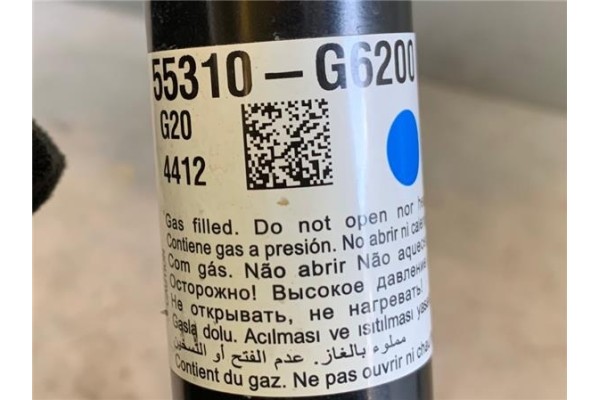 55310-G6200
G20
4412
Gas filled. Do not open nor
Contiene gas a presión. No abrir ni
Com gás. Não abrir Não
Осторожно! Высокое давление
Не открывать, не нагревать!
Gasla dolu. Acılması ve ısıtılması
مملوء بالغاز. عدم الفتح أو التسخين
Contient du gaz. Ne pas ouvrir ni